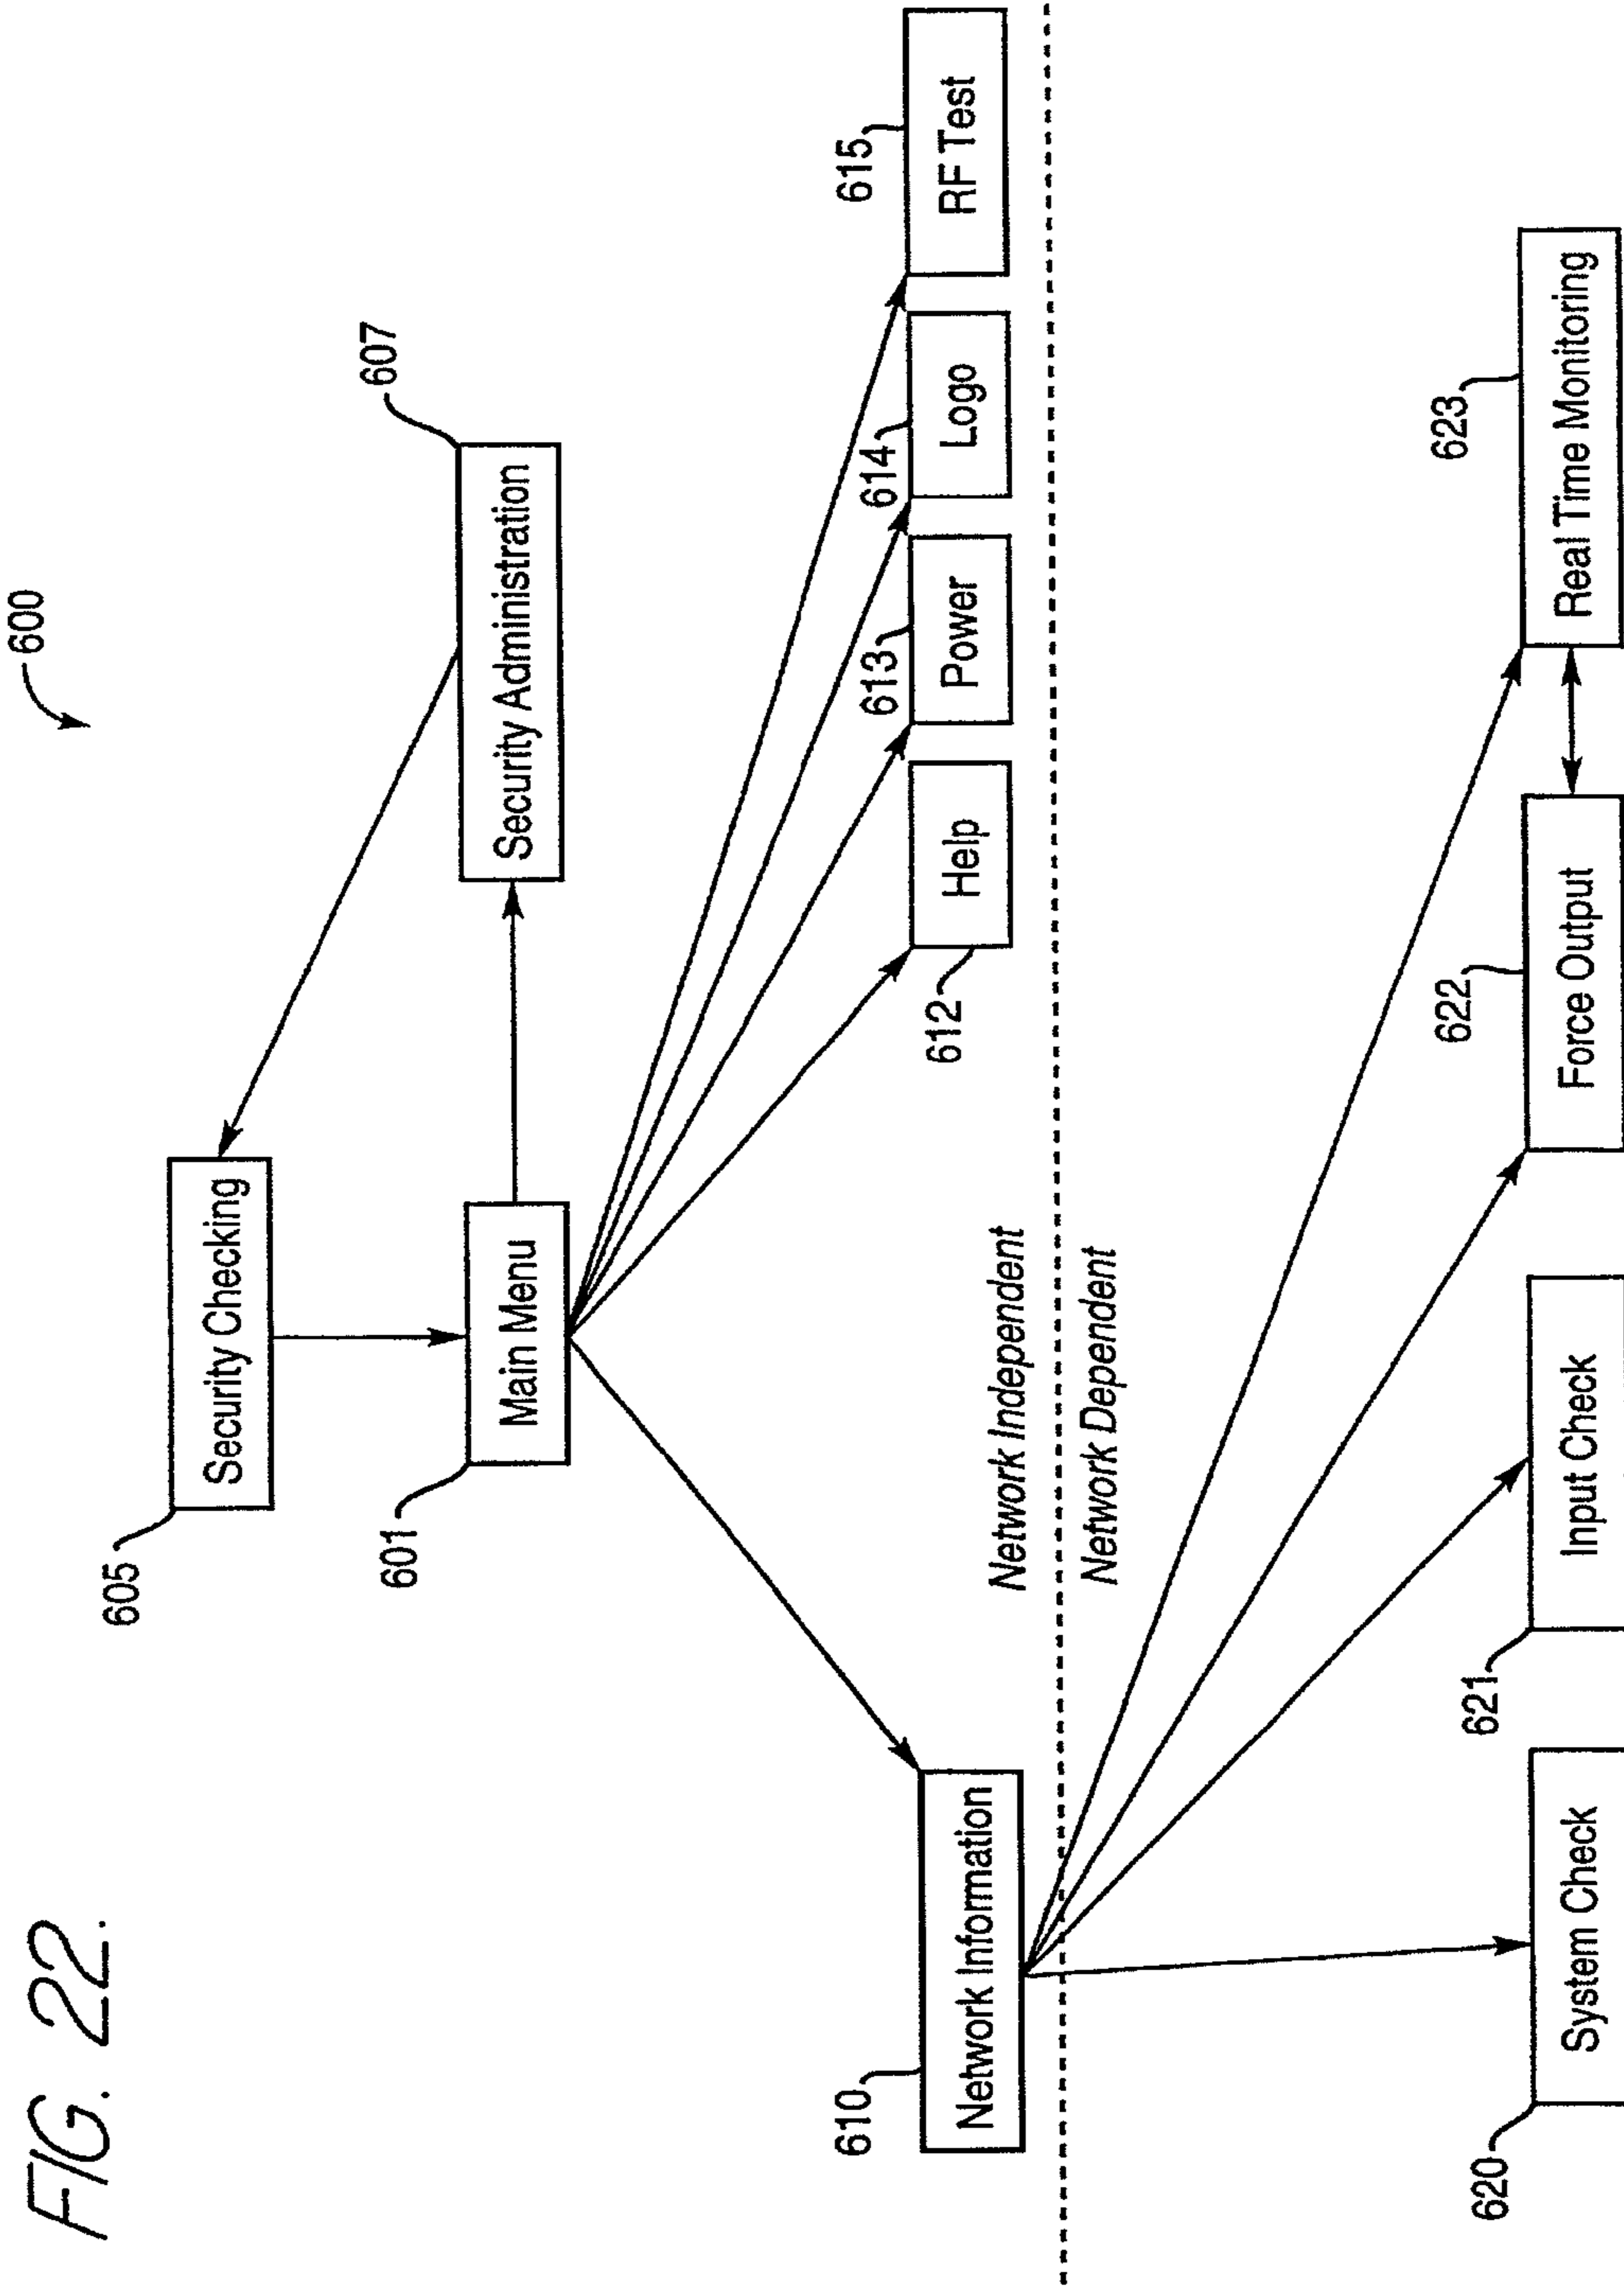 FIG. 22.
600
605
Security Checking
607
601
Main Menu
Security Administration
610
Network Information
612
Help
613
Power
614
Logo
615
RF Test
Network Independent
Network Dependent
620
System Check
621
Input Check
622
Force Output
623
Real Time Monitoring